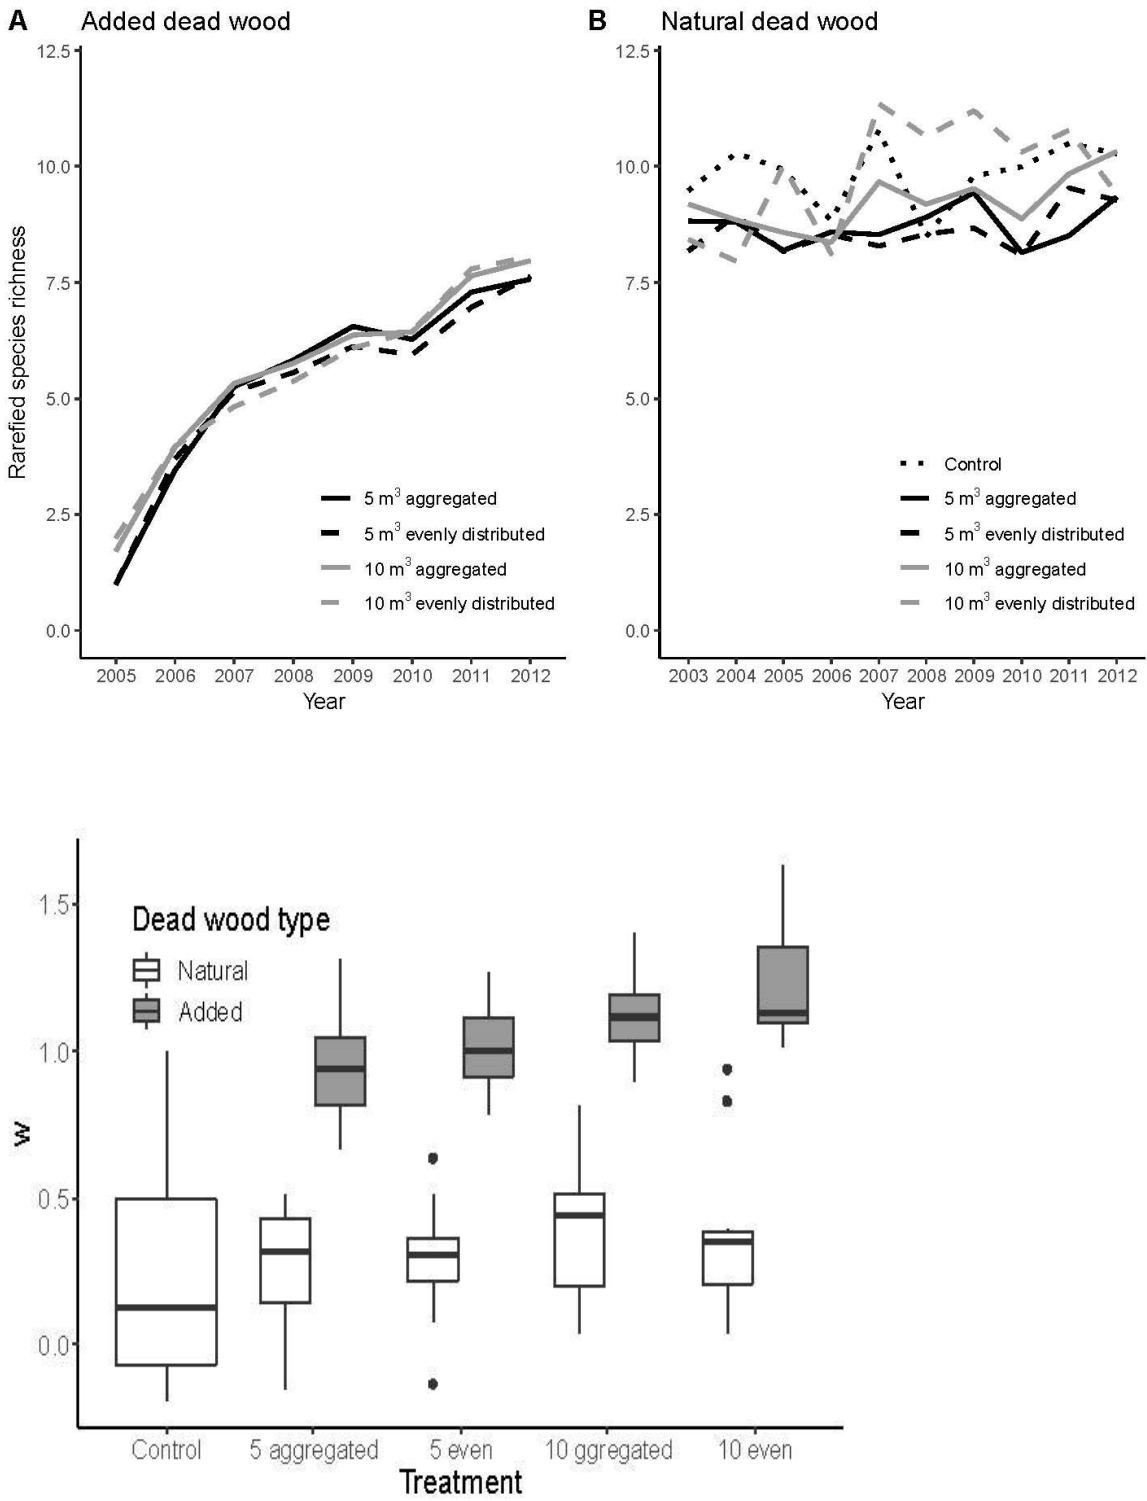 A Added dead wood
Rarefied species richness
12.5
10.0
7.5
5.0
2.5
0.0
5 m³ aggregated
5 m³ evenly distributed
10 m³ aggregated
10 m³ evenly distributed
2005 2006 2007 2008 2009 2010 2011 2012
Year
B Natural dead wood
12.5
10.0
7.5
5.0
2.5
0.0
Control
5 m³ aggregated
5 m³ evenly distributed
10 m³ aggregated
10 m³ evenly distributed
2003 2004 2005 2006 2007 2008 2009 2010 2011 2012
Year
w
1.5
1.0
0.5
0.0
Dead wood type
Natural
Added
Control 5 aggregated 5 even 10 ggregated 10 even
Treatment